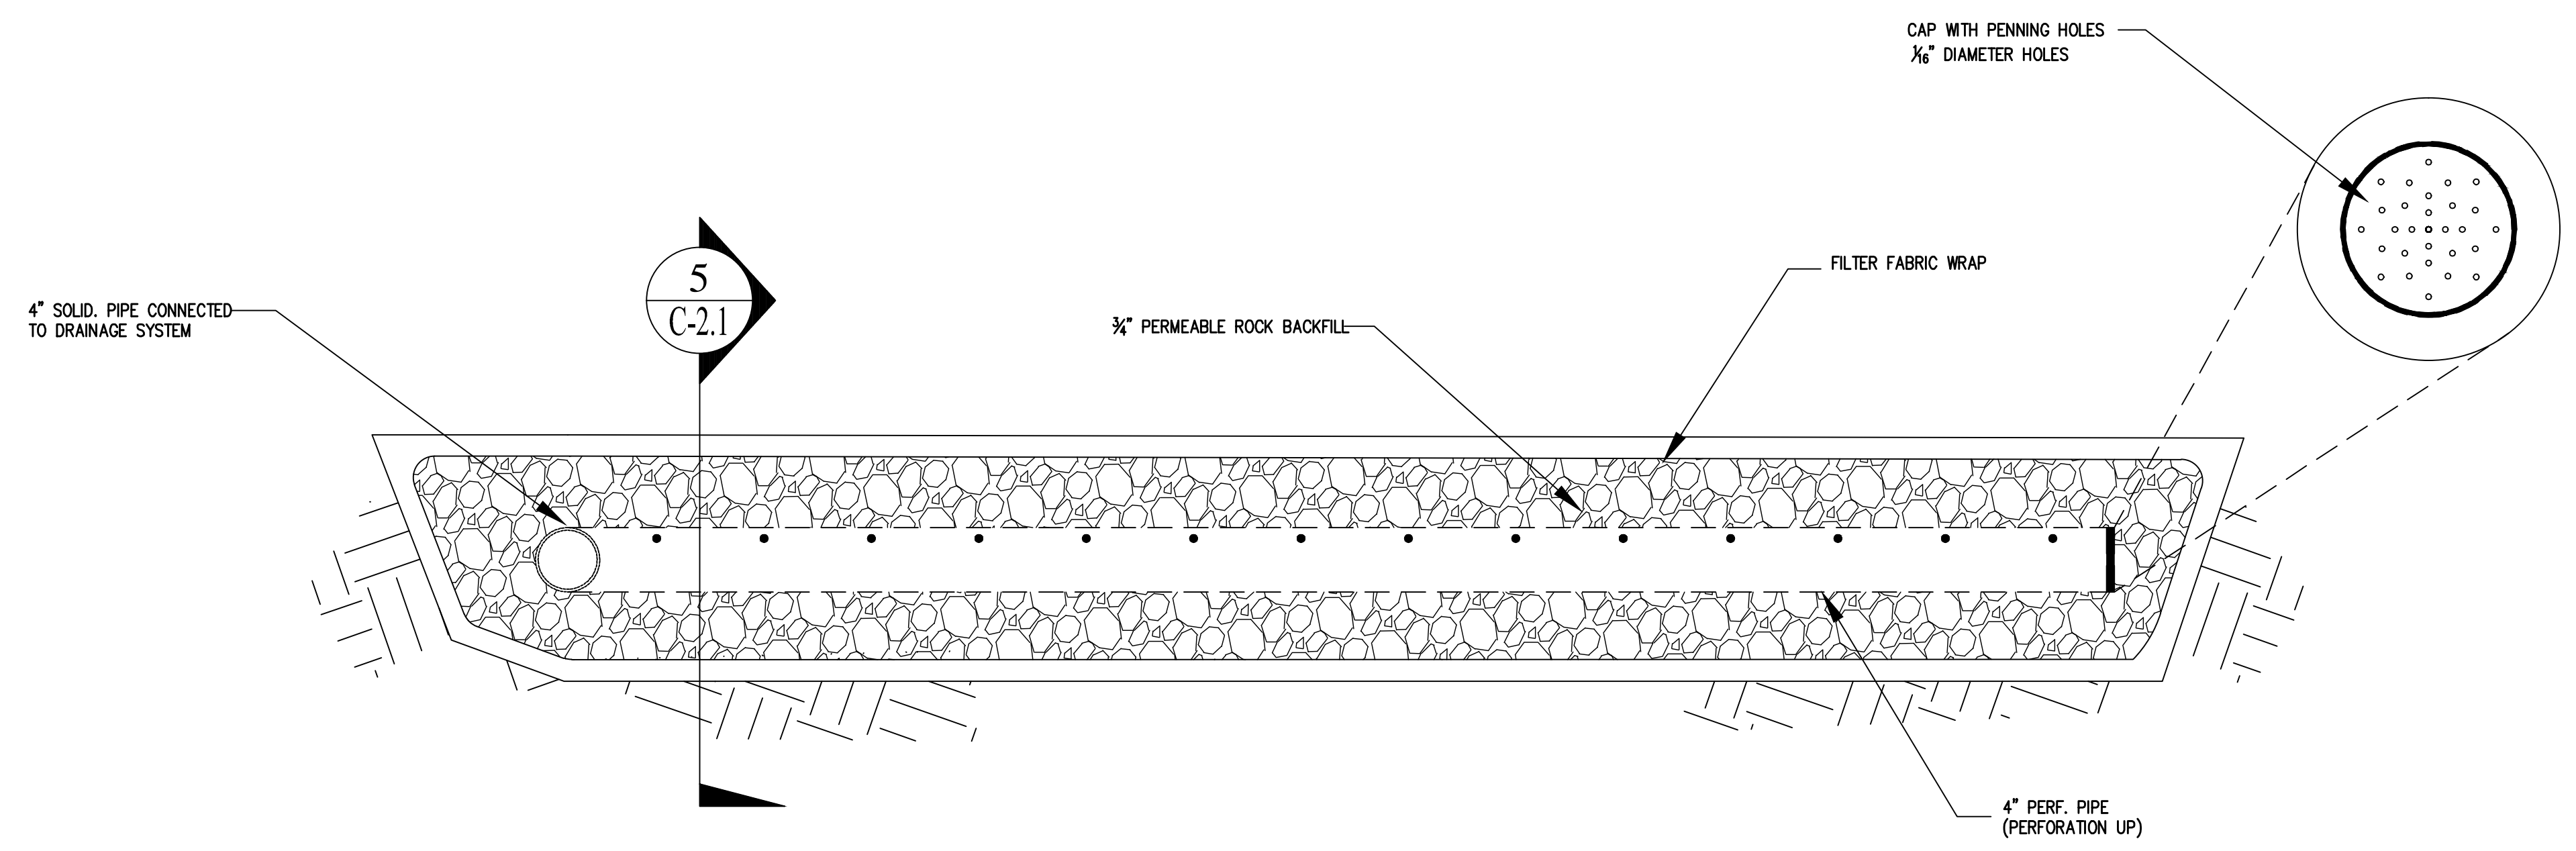 CAP WITH PENNING HOLES
1/16" DIAMETER HOLES
FILTER FABRIC WRAP
5
C-2.1
4" SOLID. PIPE CONNECTED
TO DRAINAGE SYSTEM
3/4" PERMEABLE ROCK BACKFILL
4" PERF. PIPE
(PERFORATION UP)